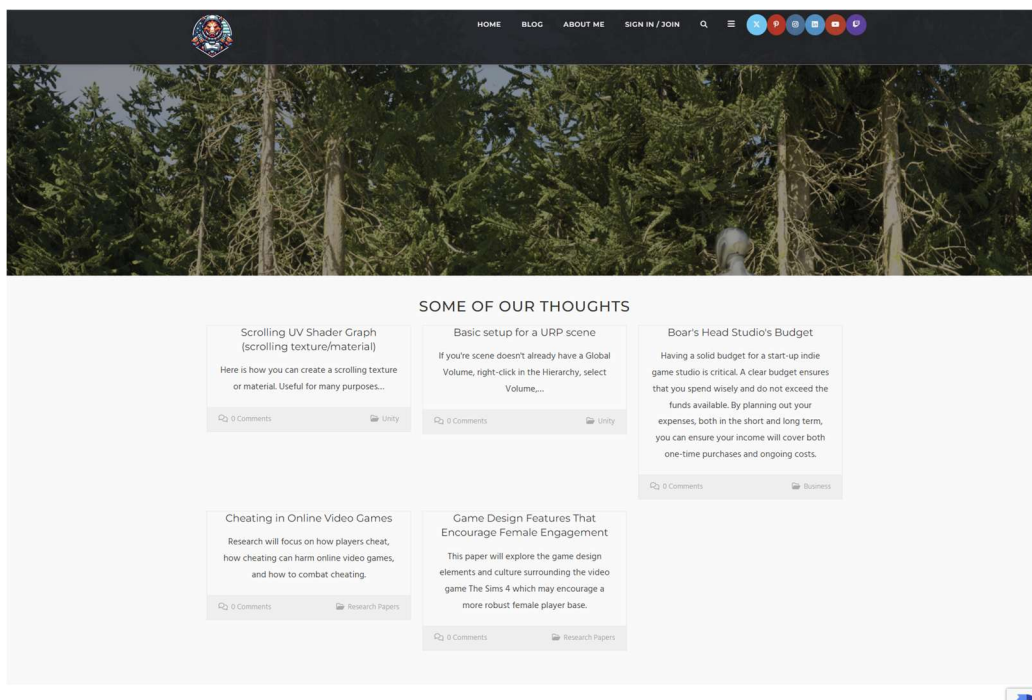 HOME BLOG ABOUT ME SIGN IN / JOIN
SOME OF OUR THOUGHTS
Scrolling UV Shader Graph
(scrolling texture/material)
Here is how you can create a scrolling texture
or material. Useful for many purposes...
0 Comments Unity
Basic setup for a URP scene
If you're scene doesn't already have a Global
Volume, right-click in the Hierarchy, select
Volume,...
0 Comments Unity
Boar's Head Studio's Budget
Having a solid budget for a start-up indie
game studio is critical. A clear budget ensures
that you spend wisely and do not exceed the
funds available. By planning out your
expenses, both in the short and long term,
you can ensure your income will cover both
one-time purchases and ongoing costs.
0 Comments Business
Cheating in Online Video Games
Research will focus on how players cheat,
how cheating can harm online video games,
and how to combat cheating.
0 Comments Research Papers
Game Design Features That
Encourage Female Engagement
This paper will explore the game design
elements and culture surrounding the video
game The Sims 4 which may encourage a
more robust female player base.
0 Comments Research Papers